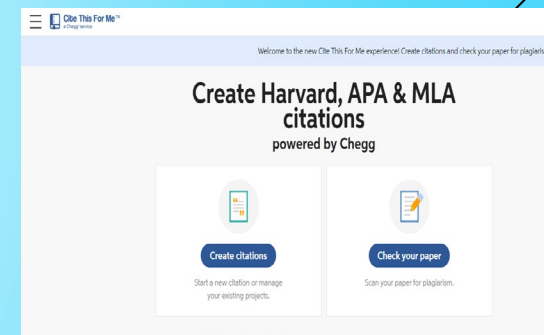 Cite This For Me™
a Chegg service
Welcome to the new Cite This For Me experience! Create citations and check your paper for plagiaris
Create Harvard, APA & MLA
citations
powered by Chegg
Create citations
Start a new citation or manage
your existing projects.
Check your paper
Scan your paper for plagiarism.